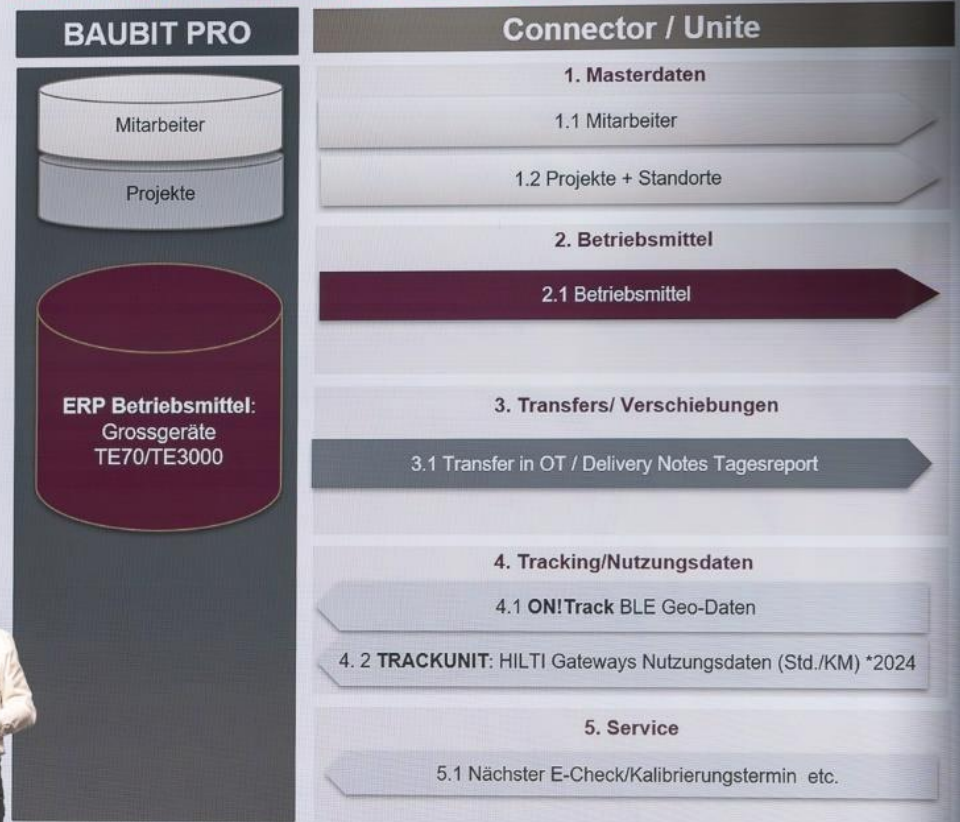 BAUBIT PRO
Mitarbeiter
Projekte
ERP Betriebsmittel:
Grossgeräte
TE70/TE3000
Connector / Unite
1. Masterdaten
1.1 Mitarbeiter
1.2 Projekte + Standorte
2. Betriebsmittel
2.1 Betriebsmittel
3. Transfers/ Verschiebungen
3.1 Transfer in OT / Delivery Notes Tagesreport
4. Tracking/Nutzungsdaten
4.1 ON!Track BLE Geo-Daten
4. 2 TRACKUNIT: HILTI Gateways Nutzungsdaten (Std./KM) *2024
5. Service
5.1 Nächster E-Check/Kalibrierungstermin etc.